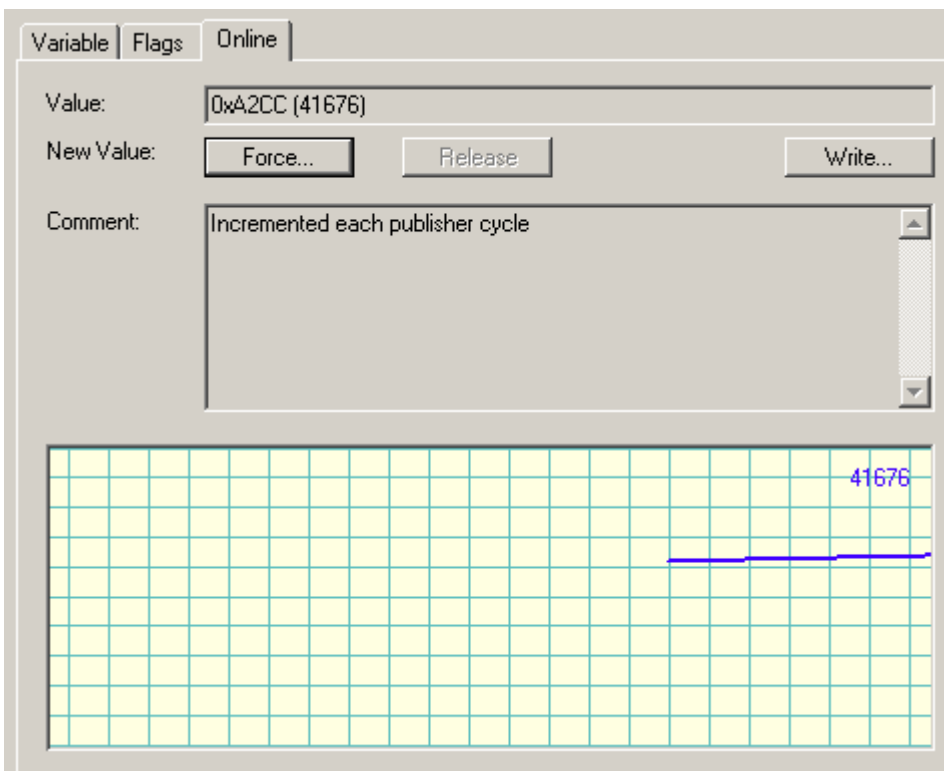 Variable Flags Online
Value: 0xA2CC (41676)
New Value: Force... Release Write...
Comment: Incremented each publisher cycle
41676